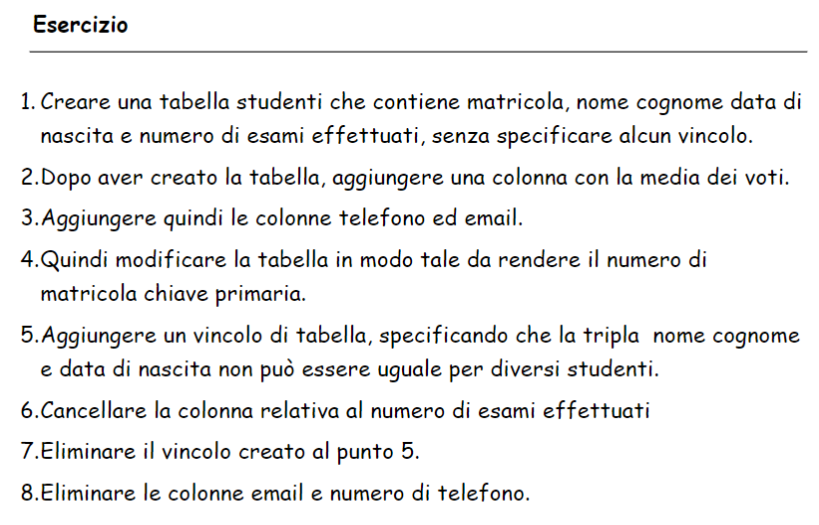 Esercizio
1. Creare una tabella studenti che contiene matricola, nome cognome data di
nascita e numero di esami effettuati, senza specificare alcun vincolo.
2.Dopo aver creato la tabella, aggiungere una colonna con la media dei voti.
3.Aggiungere quindi le colonne telefono ed email.
4.Quindi modificare la tabella in modo tale da rendere il numero di
matricola chiave primaria.
5.Aggiungere un vincolo di tabella, specificando che la tripla nome cognome
e data di nascita non può essere uguale per diversi studenti.
6.Cancellare la colonna relativa al numero di esami effettuati
7.Eliminare il vincolo creato al punto 5.
8.Eliminare le colonne email e numero di telefono.